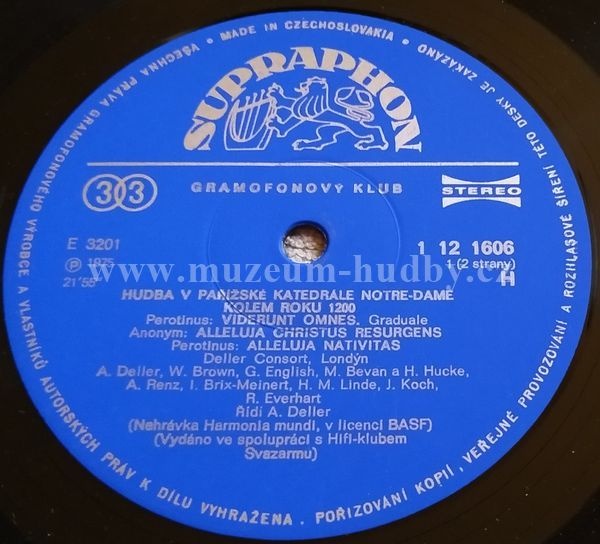 VŠECHNA PRÁVA GRAMOFONOVÉHO VÝROBCE A VLASTNÍKŮ AUTORSKÝCH PRÁV K DÍLU VYHRAŽENA. POŘIZOVÁNÍ KOPIÍ, VEŘEJNÉ PROVOZOVÁNÍ A ROZHLASOVÉ ŠÍŘENÍ TÉTO DESKY JE ZAKÁZÁNO • MADE IN CZECHOSLOVAKIA •
SUPRAPHON
33 GRAMOFONOVÝ KLUB STEREO
E 3201 1 12 1606
Ⓟ 1975 1 (2 strany)
21'55 H
www.muzeum-hudby.cz
HUDBA V PAŘÍŽSKÉ KATEDRÁLE NOTRE-DAME
KOLEM ROKU 1200
Perotinus: VIDERUNT OMNES. Graduale
Anonym: ALLELUJA CHRISTUS RESURGENS
Perotinus: ALLELUJA NATIVITAS
Deller Consort, Londýn
A. Deller, W. Brown, G. English, M. Bevan a H. Hucke,
A. Renz, I. Brix-Meinert, H. M. Linde, J. Koch,
R. Everhart
Řídí A. Deller
(Nahrávka Harmonia mundi, v licenci BASF)
(Vydáno ve spolupráci s Hifi-klubem
Svazarmu)